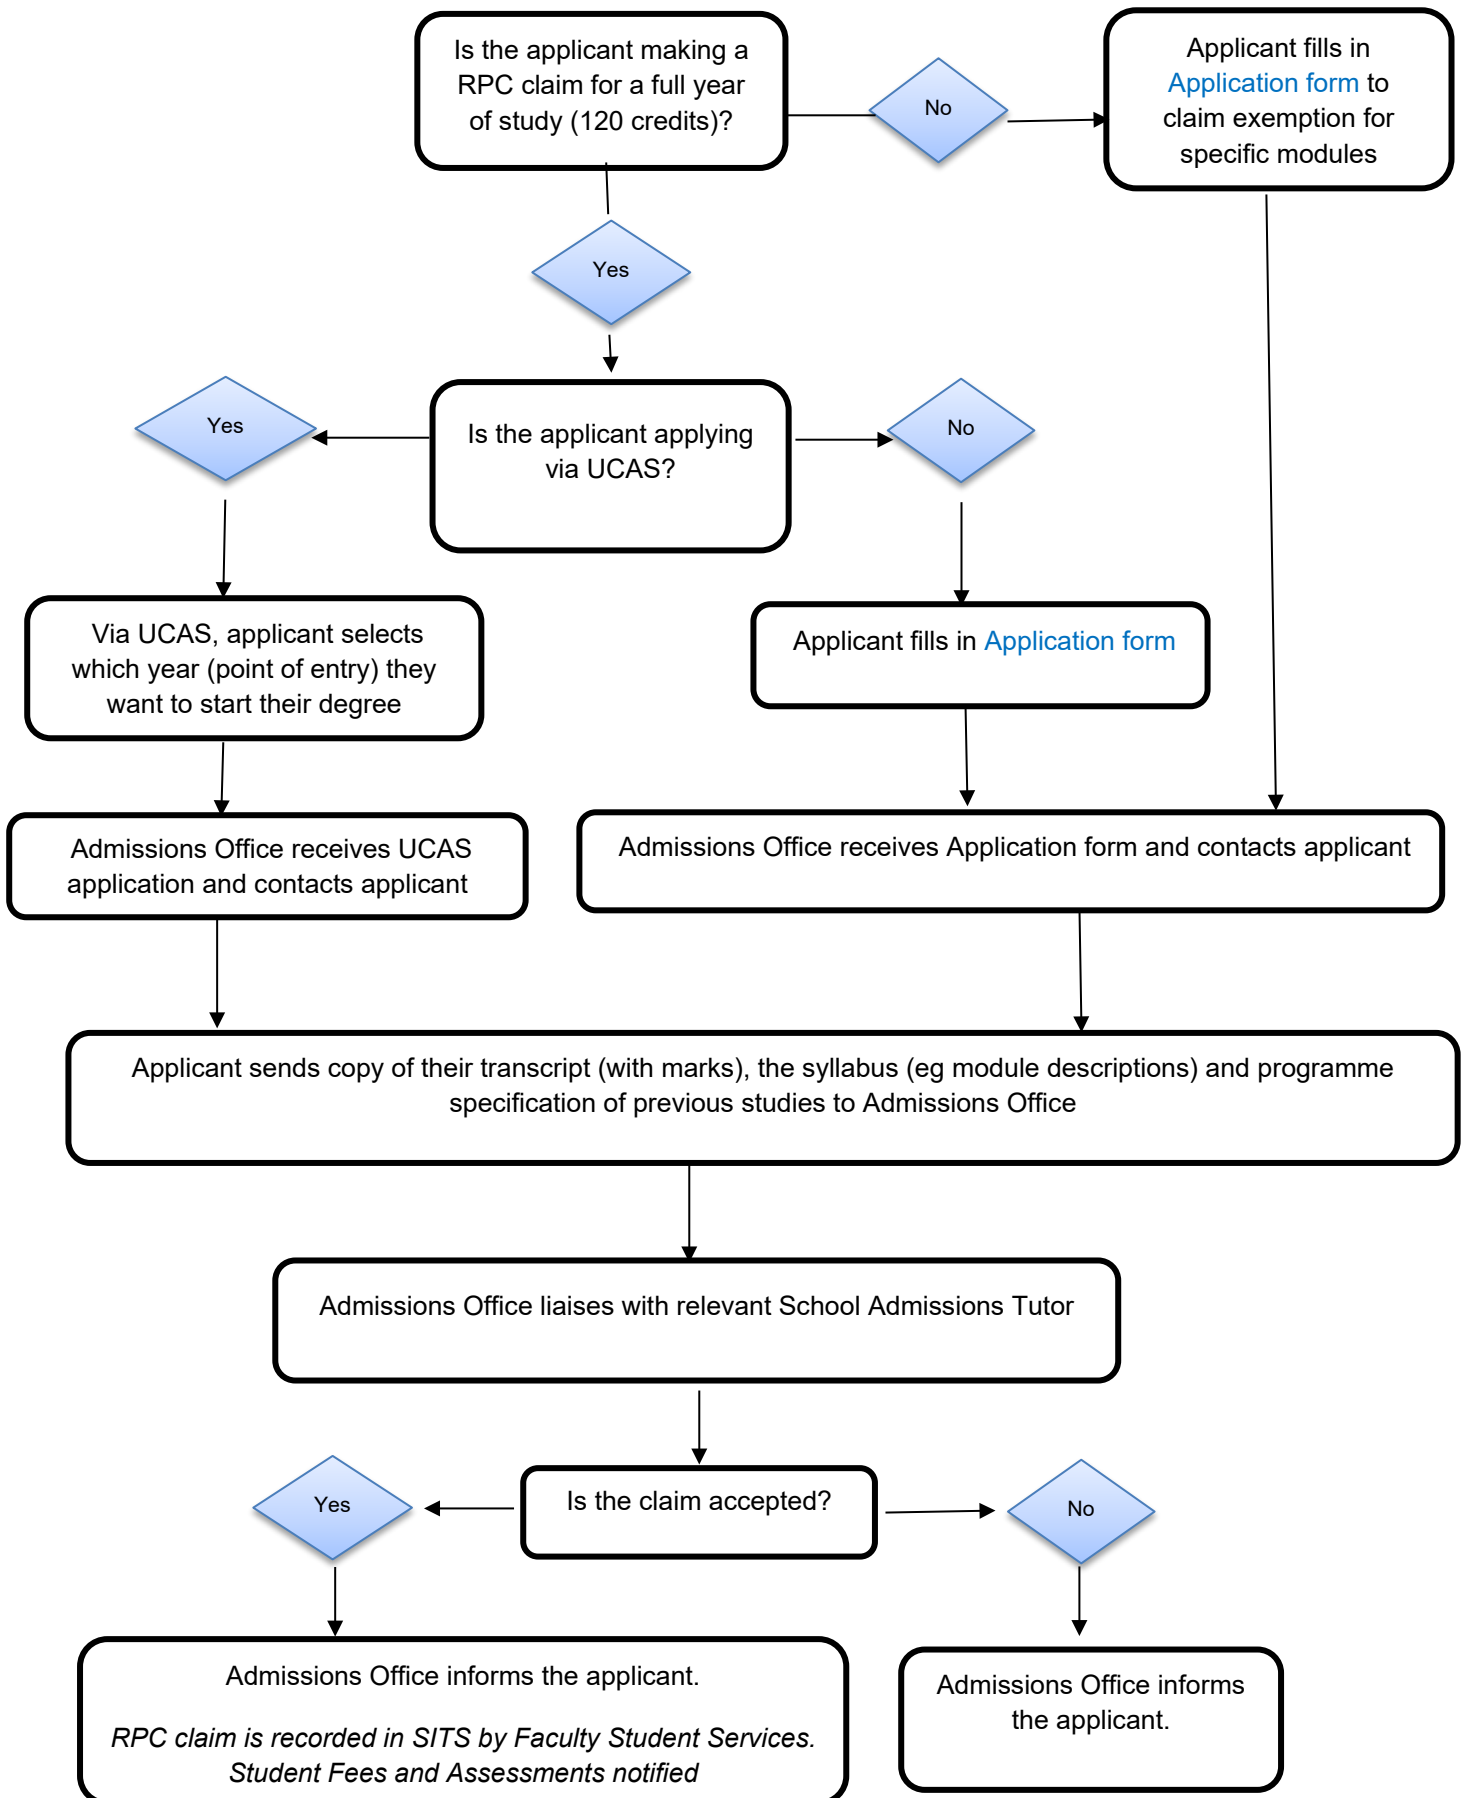 Is the applicant making a
RPC claim for a full year
of study (120 credits)?
No
Applicant fills in
Application form to
claim exemption for
specific modules
Yes
Yes
Is the applicant applying
via UCAS?
No
Via UCAS, applicant selects
which year (point of entry) they
want to start their degree
Applicant fills in Application form
Admissions Office receives UCAS
application and contacts applicant
Admissions Office receives Application form and contacts applicant
Applicant sends copy of their transcript (with marks), the syllabus (eg module descriptions) and programme
specification of previous studies to Admissions Office
Admissions Office liaises with relevant School Admissions Tutor
Yes
Is the claim accepted?
No
Admissions Office informs the applicant.
RPC claim is recorded in SITS by Faculty Student Services.
Student Fees and Assessments notified
Admissions Office informs
the applicant.